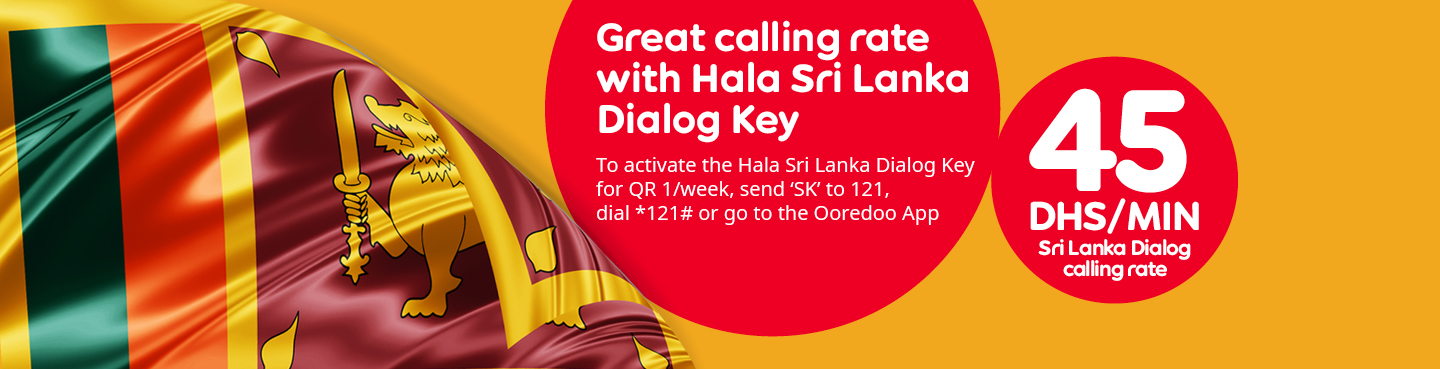 Great calling rate
with Hala Sri Lanka
Dialog Key
To activate the Hala Sri Lanka Dialog Key
for QR 1/week, send ‘SK’ to 121,
dial *121# or go to the Ooredoo App
45
DHS/MIN
Sri Lanka Dialog
calling rate